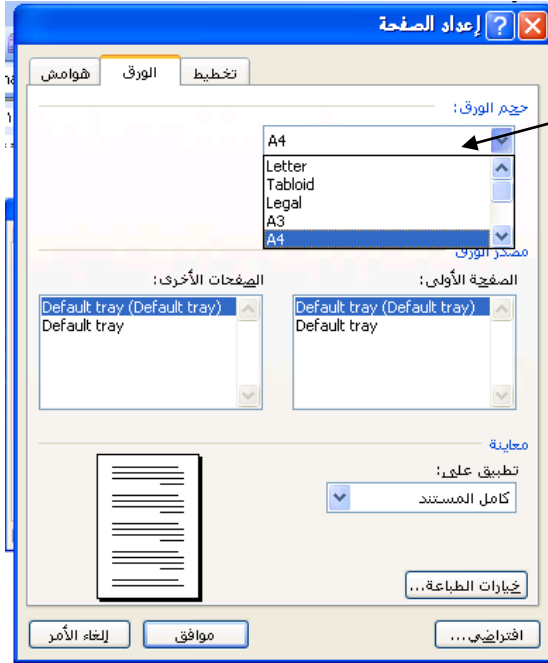 إعداد الصفحة
هوامش الورق تخطيط
حجم الورق:
A4
Letter
Tabloid
Legal
A3
A4
مصدر الورق
الصفحة الأولى:
Default tray (Default tray)
Default tray
الصفحات الأخرى:
Default tray (Default tray)
Default tray
معاينة
تطبيق على:
كامل المستند
خيارات الطباعة...
افتراضي...
موافق
إلغاء الأمر